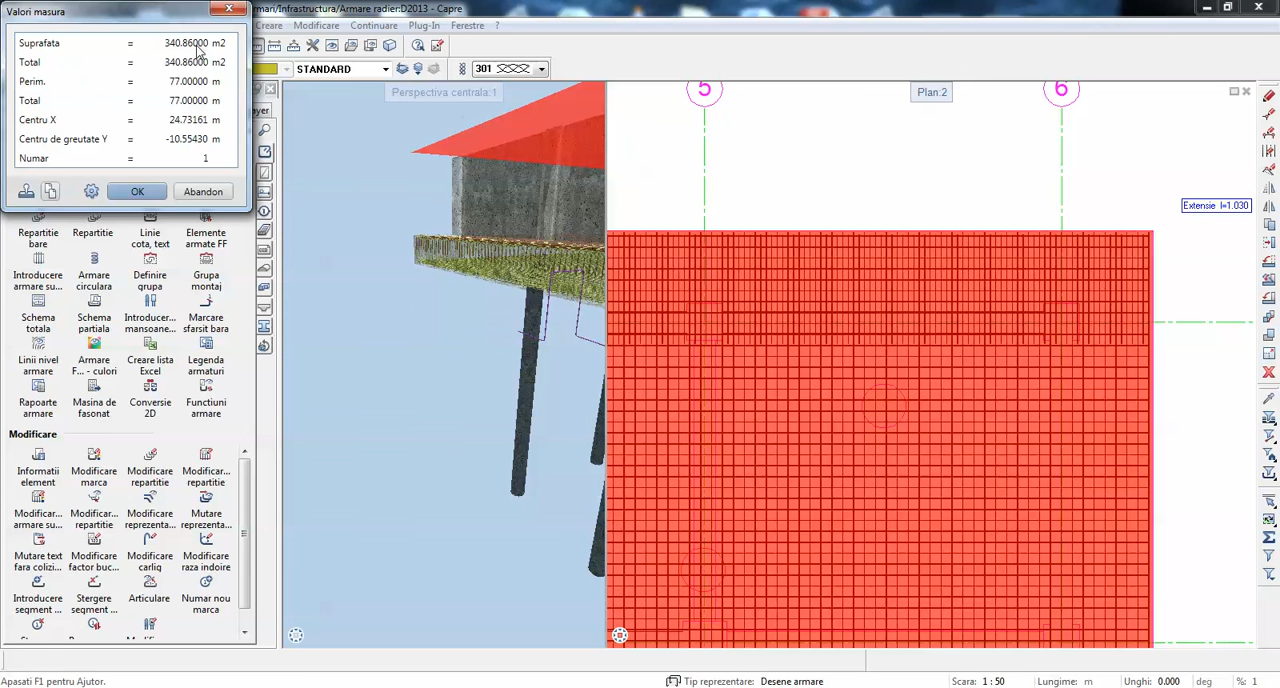 Valori masura
Suprafata = 340.86000 m2
Total = 340.86000 m2
Perim. = 77.00000 m
Total = 77.00000 m
Centru X = 24.73161 m
Centru de greutate Y = -10.55430 m
Numar = 1
OK Abandon
rmari/Infrastructura/Armare radier:D2013 - Capre
Creare Modificare Continuare Plug-In Fereste ?
STANDARD 301
Perspectiva centrala:1
Plan:2
5 6
Extensie l=1.030
ayer
Repartitie bare
Repartitie
Linie cota, text
Elemente armate FF
Introducere armare su...
Armare circulara
Definire grupa
Grupa montaj
Schema totala
Schema partiala
Introducer... mansoane...
Marcare sfarsit bara
Linii nivel armare
Armare F... - culori
Creare lista Excel
Legenda armaturi
Rapoarte armare
Masina de fasonat
Conversie 2D
Functiuni armare
Modificare
Informatii element
Modificare marca
Modificare repartitie
Modificar... marca
Modificar... armare su...
Modificar... repartitie
Modificare reprezenta...
Mutare reprezenta...
Mutare text fara colizi...
Modificare factor buc...
Modificare carlig
Modificare raza indoire
Introducere segment ...
Stergere segment ...
Articulare
Numar nou marca
Apasati F1 pentru Ajutor.
Tip reprezentare: Desene armare
Scara: 1 : 50
Lungime: m
Unghi: 0.000 deg
%: 1